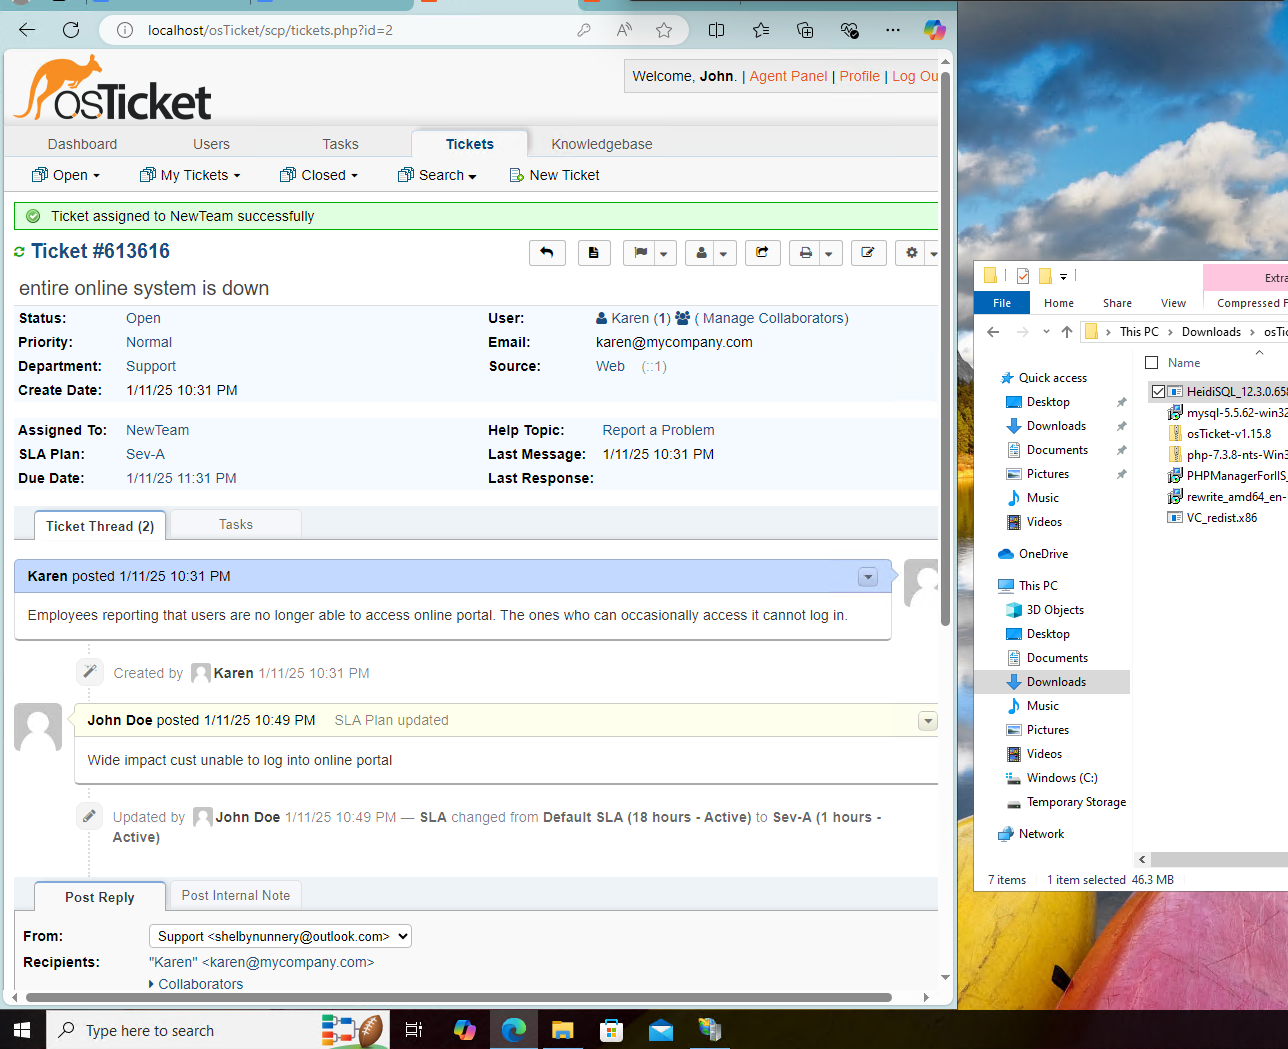 localhost/osTicket/scp/tickets.php?id=2
osTicket
Welcome, John. | Agent Panel | Profile | Log Ou
Dashboard Users Tasks Tickets Knowledgebase
Open My Tickets Closed Search New Ticket
Ticket assigned to NewTeam successfully
Ticket #613616
entire online system is down
Status: Open
Priority: Normal
Department: Support
Create Date: 1/11/25 10:31 PM
User: Karen (1) ( Manage Collaborators)
Email: karen@mycompany.com
Source: Web (::1)
Assigned To: NewTeam
SLA Plan: Sev-A
Due Date: 1/11/25 11:31 PM
Help Topic: Report a Problem
Last Message: 1/11/25 10:31 PM
Last Response:
Ticket Thread (2) Tasks
Karen posted 1/11/25 10:31 PM
Employees reporting that users are no longer able to access online portal. The ones who can occasionally access it cannot log in.
Created by Karen 1/11/25 10:31 PM
John Doe posted 1/11/25 10:49 PM SLA Plan updated
Wide impact cust unable to log into online portal
Updated by John Doe 1/11/25 10:49 PM — SLA changed from Default SLA (18 hours - Active) to Sev-A (1 hours -
Active)
Post Reply Post Internal Note
From: Support <shelbynunnery@outlook.com>
Recipients: "Karen" <karen@mycompany.com>
Collaborators
Extra
File Home Share View Compressed F
This PC Downloads osTic
Name
Quick access
Desktop
Downloads
Documents
Pictures
Music
Videos
OneDrive
This PC
3D Objects
Desktop
Documents
Downloads
Music
Pictures
Videos
Windows (C:)
Temporary Storage
Network
HeidiSQL_12.3.0.658
mysql-5.5.62-win32
osTicket-v1.15.8
php-7.3.8-nts-Win3
PHPManagerForIIS_
rewrite_amd64_en-
VC_redist.x86
7 items 1 item selected 46.3 MB
Type here to search